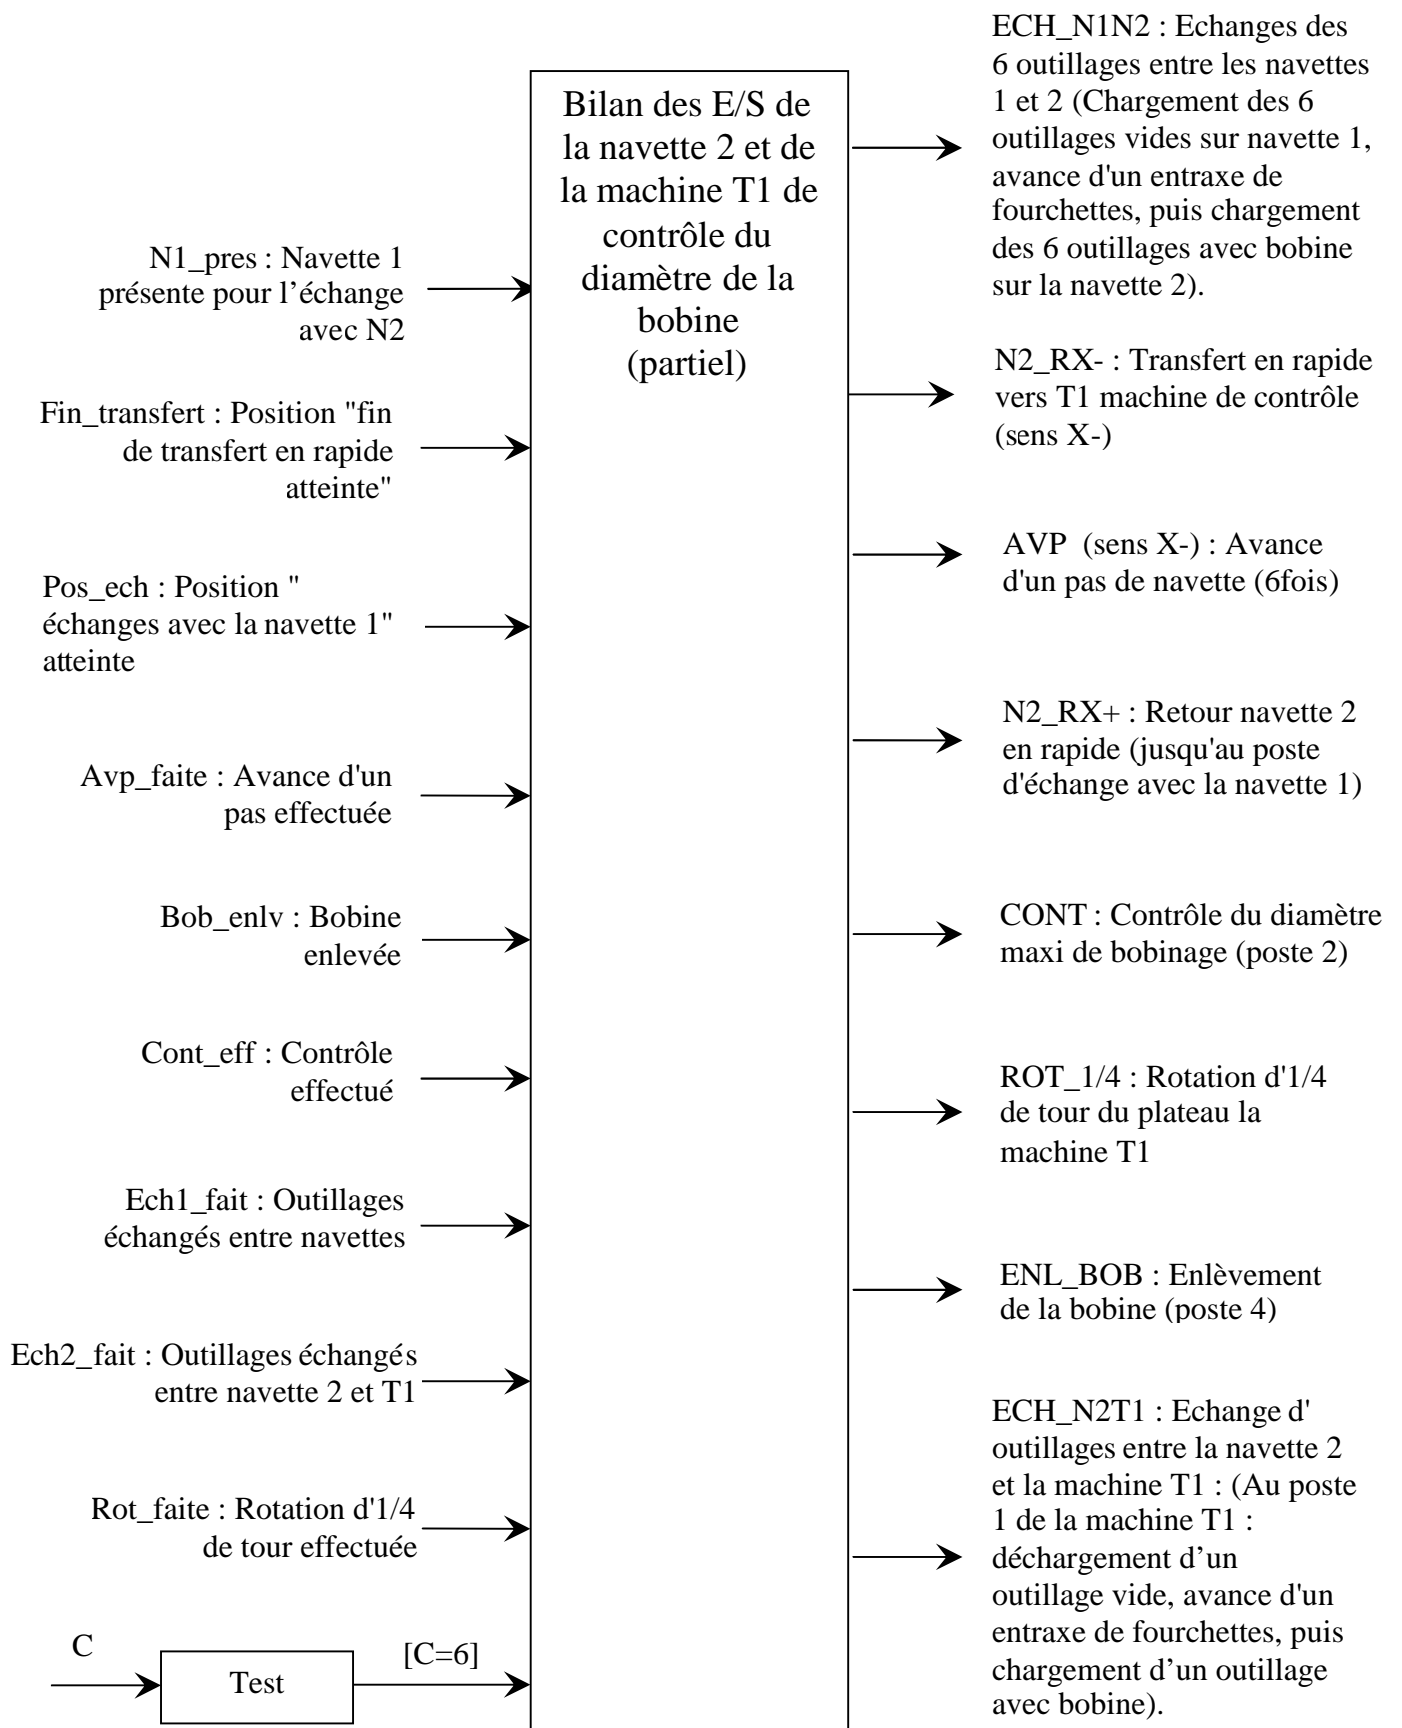 Bilan des E/S de
la navette 2 et de
la machine T1 de
contrôle du
diamètre de la
bobine
(partiel)
N1_pres : Navette 1
présente pour l’échange
avec N2
Fin_transfert : Position "fin
de transfert en rapide
atteinte"
Pos_ech : Position "
échanges avec la navette 1"
atteinte
Avp_faite : Avance d'un
pas effectuée
Bob_enlv : Bobine
enlevée
Cont_eff : Contrôle
effectué
Ech1_fait : Outillages
échangés entre navettes
Ech2_fait : Outillages échangés
entre navette 2 et T1
Rot_faite : Rotation d'1/4
de tour effectuée
C
Test
[C=6]
ECH_N1N2 : Echanges des
6 outillages entre les navettes
1 et 2 (Chargement des 6
outillages vides sur navette 1,
avance d'un entraxe de
fourchettes, puis chargement
des 6 outillages avec bobine
sur la navette 2).
N2_RX- : Transfert en rapide
vers T1 machine de contrôle
(sens X-)
AVP (sens X-) : Avance
d'un pas de navette (6fois)
N2_RX+ : Retour navette 2
en rapide (jusqu'au poste
d'échange avec la navette 1)
CONT : Contrôle du diamètre
maxi de bobinage (poste 2)
ROT_1/4 : Rotation d'1/4
de tour du plateau la
machine T1
ENL_BOB : Enlèvement
de la bobine (poste 4)
ECH_N2T1 : Echange d'
outillages entre la navette 2
et la machine T1 : (Au poste
1 de la machine T1 :
déchargement d’un
outillage vide, avance d'un
entraxe de fourchettes, puis
chargement d’un outillage
avec bobine).